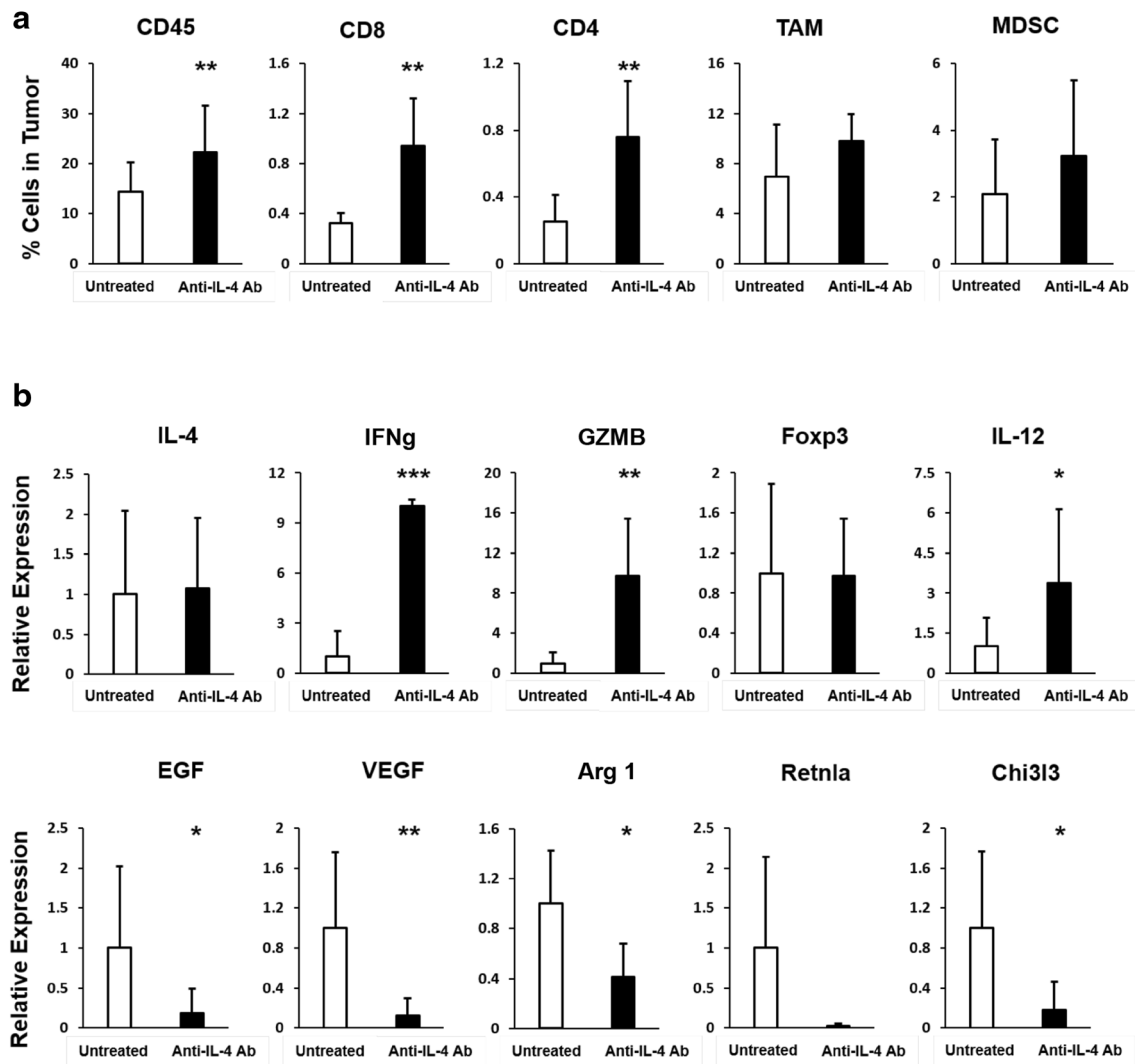 a
CD45 CD8 CD4 TAM MDSC
% Cells in Tumor
40 30 20 10 0
** 
1.6 1.2 0.8 0.4 0
**
1.2 0.8 0.4 0
**
16 12 8 4 0
6 4 2 0
Untreated Anti-IL-4 Ab Untreated Anti-IL-4 Ab Untreated Anti-IL-4 Ab Untreated Anti-IL-4 Ab Untreated Anti-IL-4 Ab
b
IL-4 IFNg GZMB Foxp3 IL-12
Relative Expression
2.5 2 1.5 1 0.5 0
12 9 6 3 0
***
20 16 12 8 4 0
**
2 1.6 1.2 0.8 0.4 0
7.5 6 4.5 3 1.5 0
*
Untreated Anti-IL-4 Ab Untreated Anti-IL-4 Ab Untreated Anti-IL-4 Ab Untreated Anti-IL-4 Ab Untreated Anti-IL-4 Ab
EGF VEGF Arg 1 Retnla Chi3l3
Relative Expression
2.5 2 1.5 1 0.5 0
*
2 1.6 1.2 0.8 0.4 0
**
1.6 1.2 0.8 0.4 0
*
2.5 2 1.5 1 0.5 0
2 1.6 1.2 0.8 0.4 0
*
Untreated Anti-IL-4 Ab Untreated Anti-IL-4 Ab Untreated Anti-IL-4 Ab Untreated Anti-IL-4 Ab Untreated Anti-IL-4 Ab